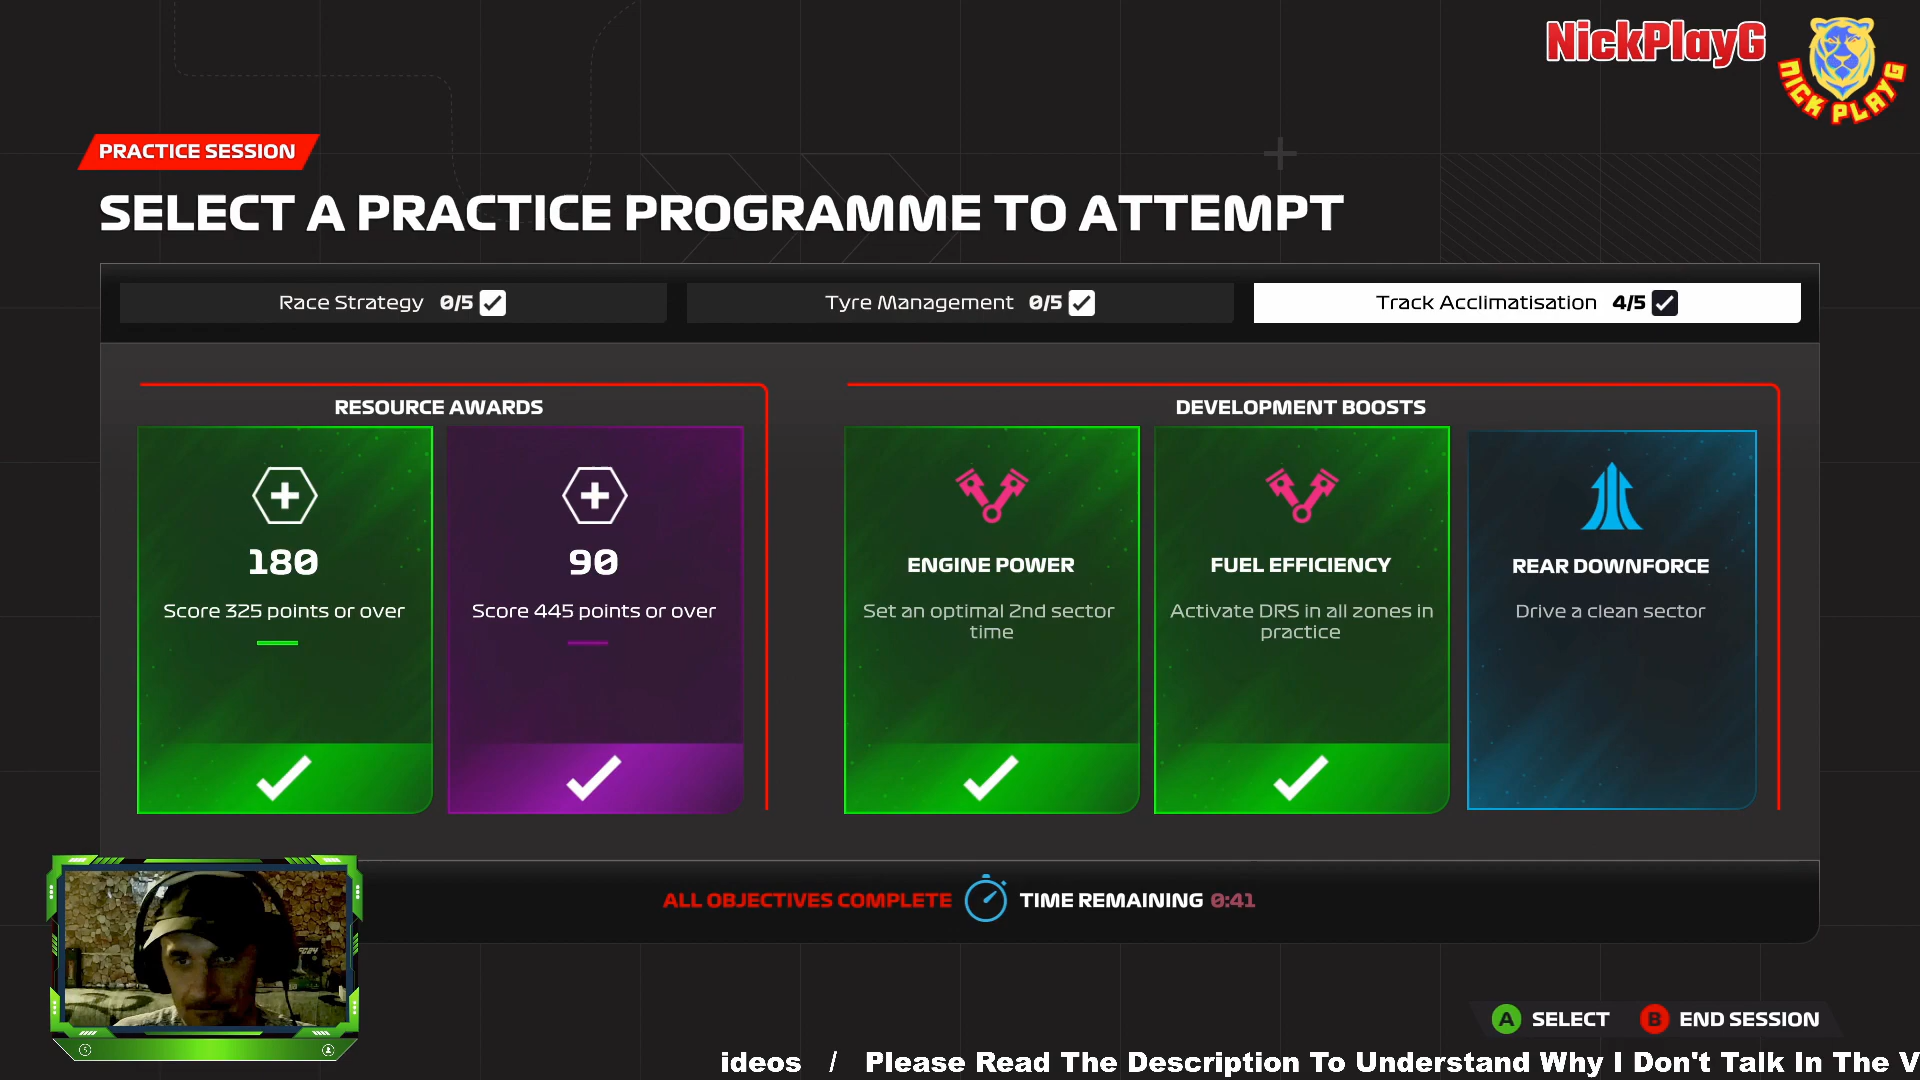 NickPlayG
NICK PLAYG
PRACTICE SESSION
SELECT A PRACTICE PROGRAMME TO ATTEMPT
Race Strategy 0/5
Tyre Management 0/5
Track Acclimatisation 4/5
RESOURCE AWARDS
180
Score 325 points or over
90
Score 445 points or over
DEVELOPMENT BOOSTS
ENGINE POWER
Set an optimal 2nd sector
time
FUEL EFFICIENCY
Activate DRS in all zones in
practice
REAR DOWNFORCE
Drive a clean sector
ALL OBJECTIVES COMPLETE TIME REMAINING 0:41
A SELECT B END SESSION
ideos / Please Read The Description To Understand Why I Don't Talk In The V